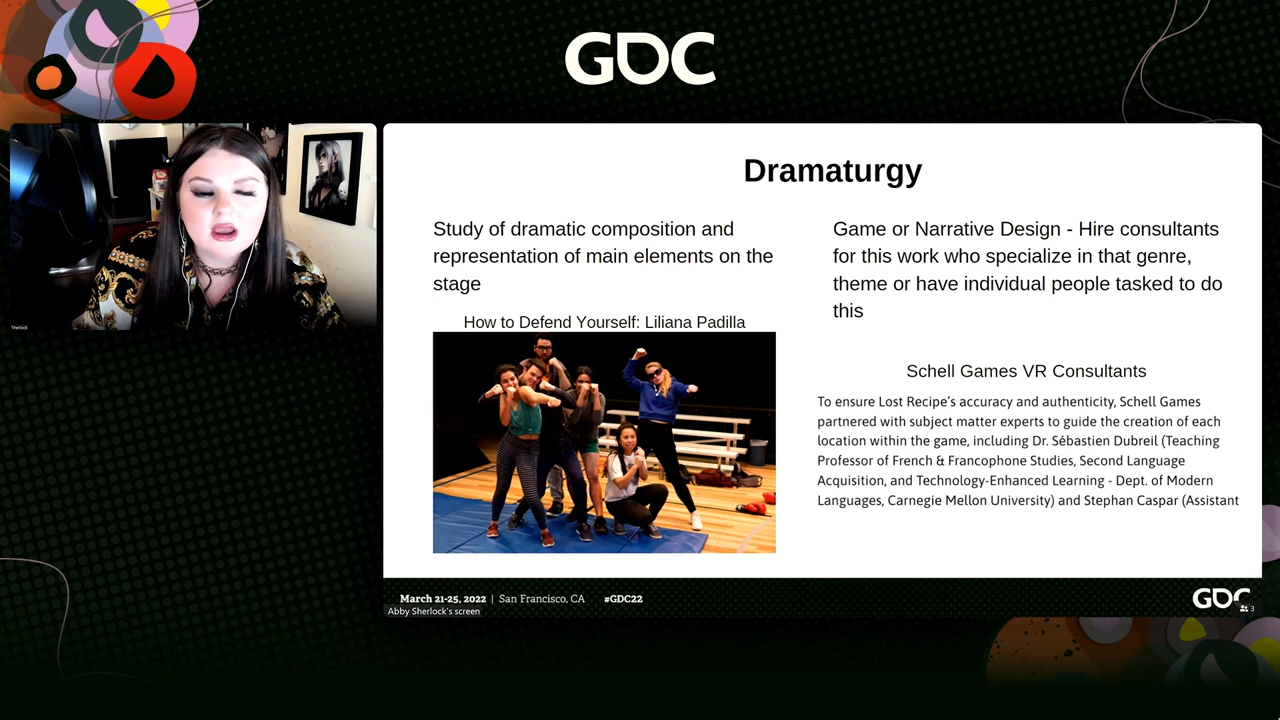 GDC
Sherlock
Dramaturgy
Study of dramatic composition and
representation of main elements on the
stage
How to Defend Yourself: Liliana Padilla
Game or Narrative Design - Hire consultants
for this work who specialize in that genre,
theme or have individual people tasked to do
this
Schell Games VR Consultants
To ensure Lost Recipe's accuracy and authenticity, Schell Games
partnered with subject matter experts to guide the creation of each
location within the game, including Dr. Sébastien Dubreil (Teaching
Professor of French & Francophone Studies, Second Language
Acquisition, and Technology-Enhanced Learning - Dept. of Modern
Languages, Carnegie Mellon University) and Stephan Caspar (Assistant
March 21-25, 2022 | San Francisco, CA #GDC22
GDC
Abby Sherlock's screen
3